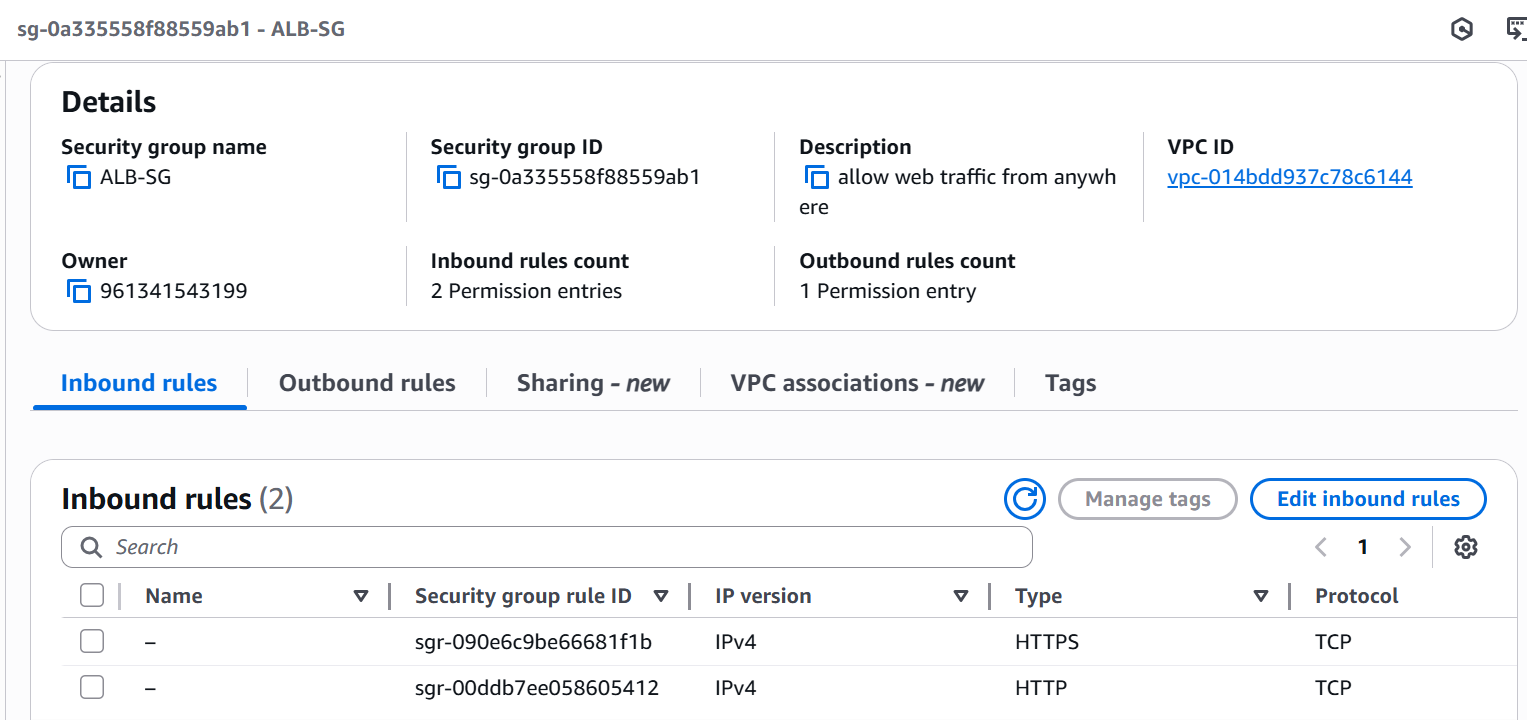 sg-0a335558f88559ab1 - ALB-SG
Details
Security group name
ALB-SG
Security group ID
sg-0a335558f88559ab1
Description
allow web traffic from anywh
ere
VPC ID
vpc-014bdd937c78c6144
Owner
961341543199
Inbound rules count
2 Permission entries
Outbound rules count
1 Permission entry
Inbound rules Outbound rules Sharing - new VPC associations - new Tags
Inbound rules (2) Manage tags Edit inbound rules
Search 1
Name Security group rule ID IP version Type Protocol
– sgr-090e6c9be66681f1b IPv4 HTTPS TCP
– sgr-00ddb7ee058605412 IPv4 HTTP TCP